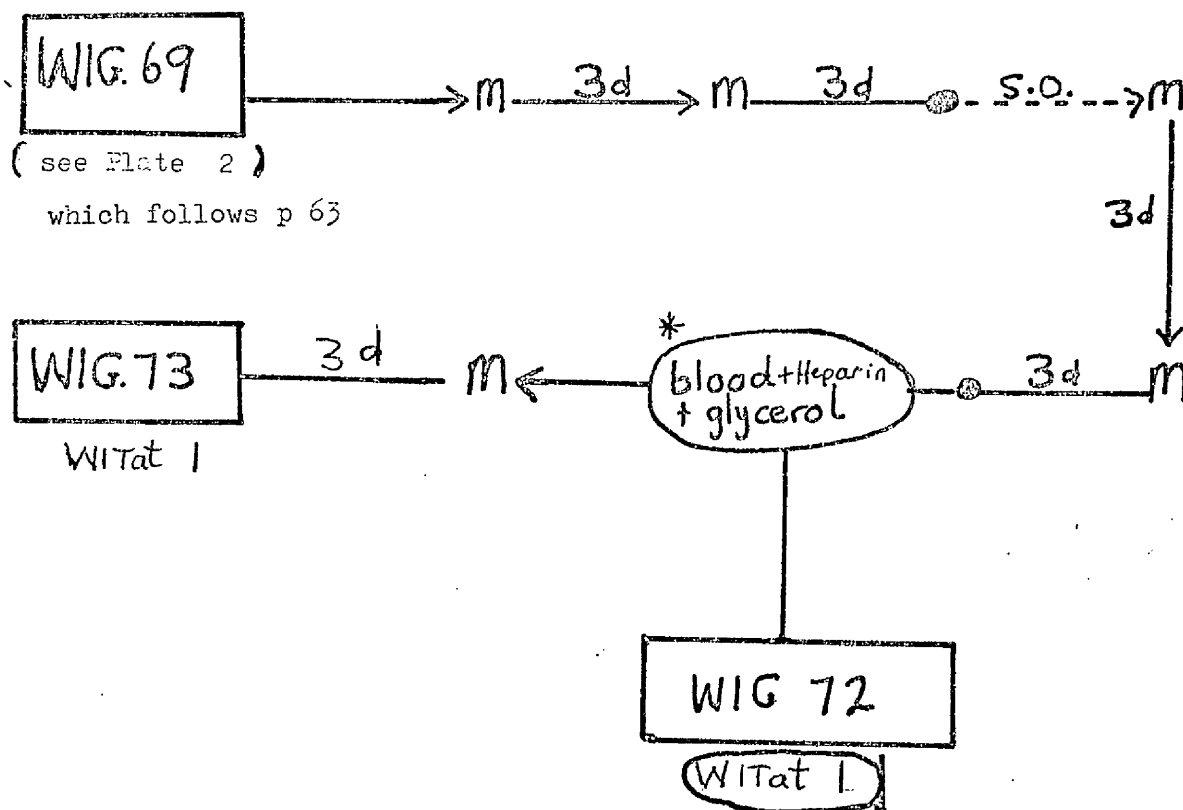 WIG.69
m 3d m 3d s.o. m
( see Plate 2 )
which follows p 63
3d
WIG.73 3d m * blood+Heparin 3d m
+ glycerol
WITat 1
WIG 72
WITat 1